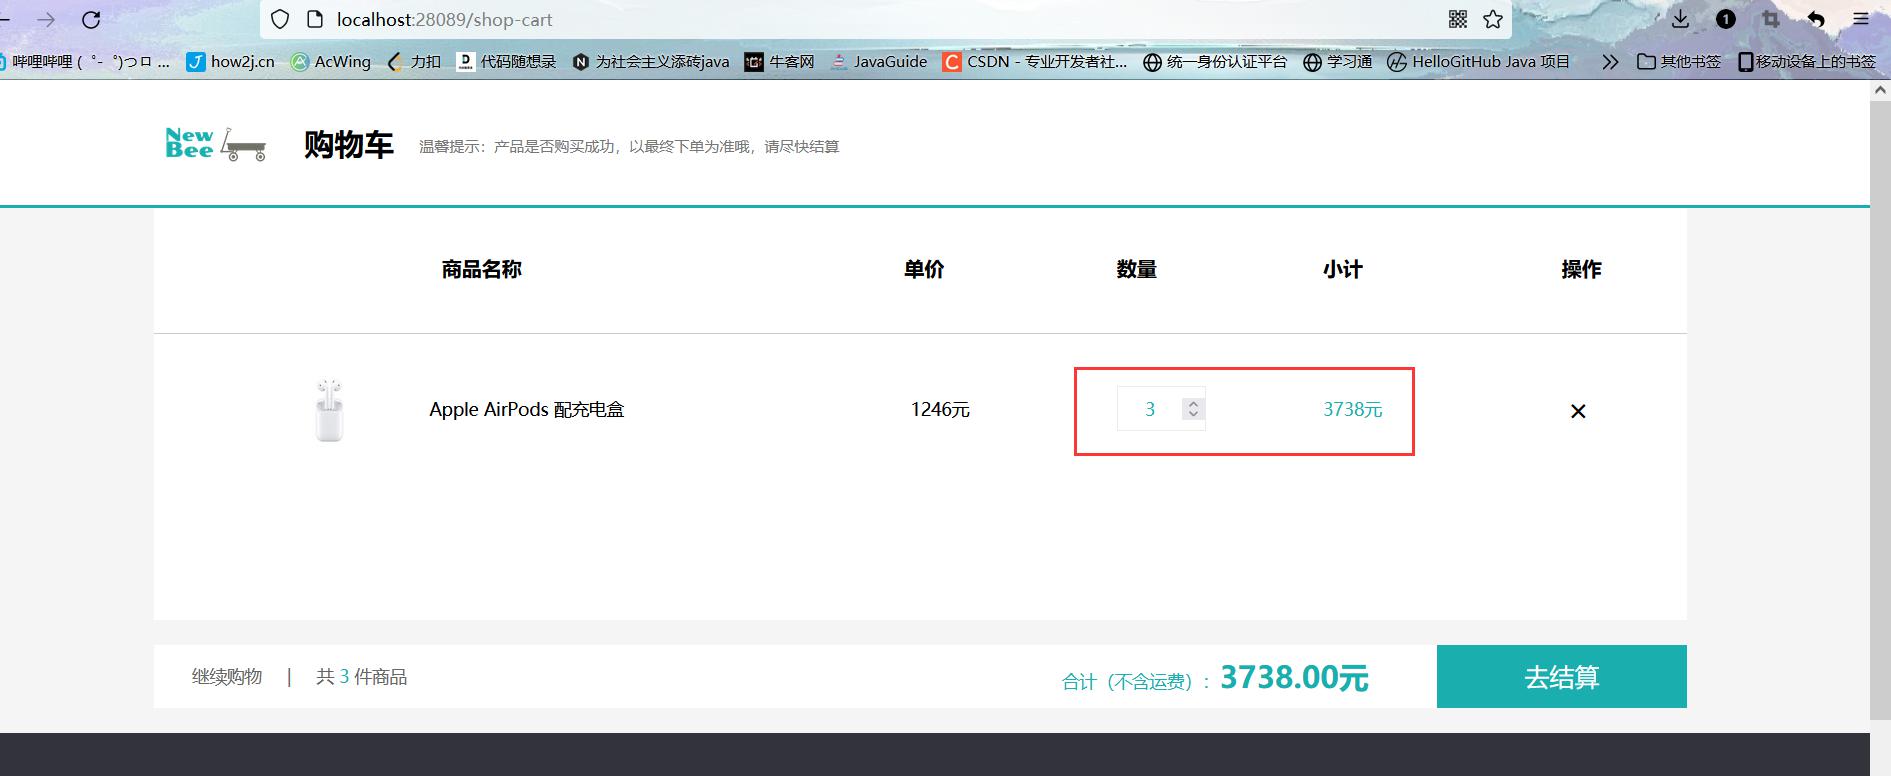 localhost:28089/shop-cart
哔哩哔哩 (゜-゜)つロ ... how2j.cn AcWing 力扣 代码随想录 为社会主义添砖java 牛客网 JavaGuide CSDN - 专业开发者社... 统一身份认证平台 学习通 HelloGitHub Java 项目 其他书签 移动设备上的书签
New Bee 购物车 温馨提示：产品是否购买成功，以最终下单为准哦，请尽快结算
商品名称 单价 数量 小计 操作
Apple AirPods 配充电盒 1246元 3 3738元 ×
继续购物 | 共 3 件商品 合计（不含运费）: 3738.00元 去结算